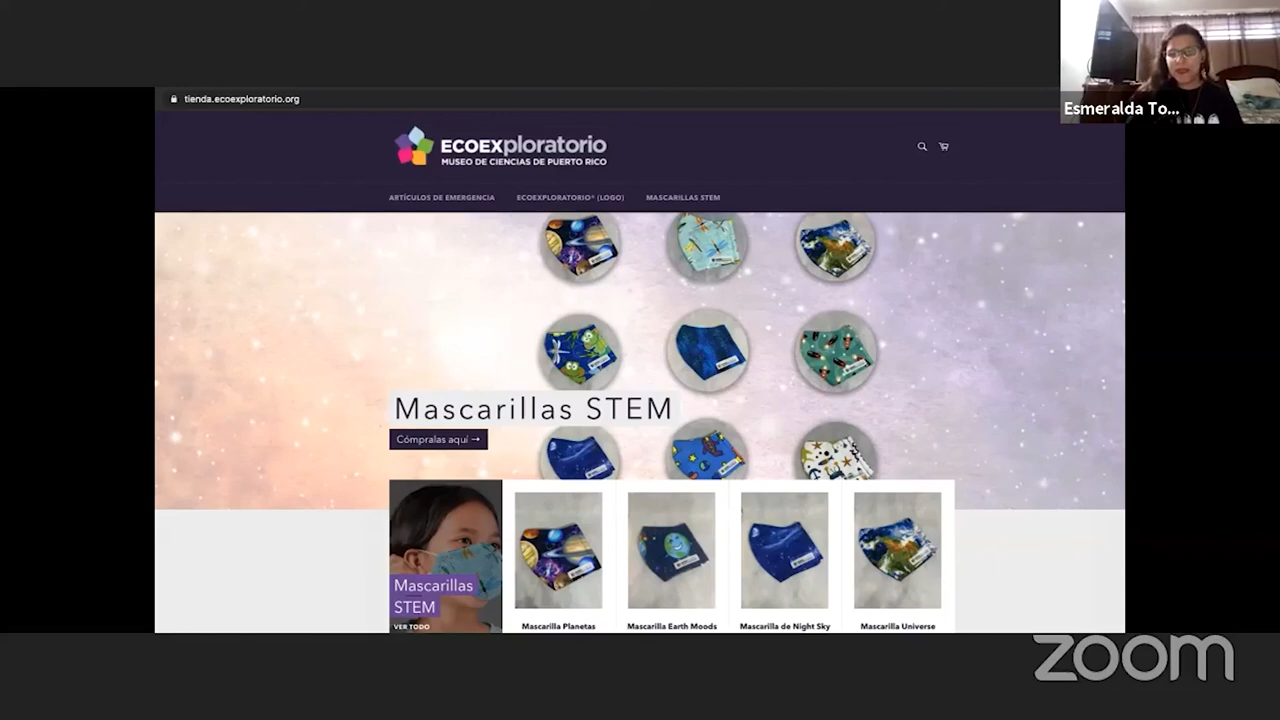 tienda.ecoexploratorio.org
Esmeralda To...
ECOEXploratorio
MUSEO DE CIENCIAS DE PUERTO RICO
ARTÍCULOS DE EMERGENCIA
ECOEXPLORATORIO® (LOGO)
MASCARILLAS STEM
Mascarillas STEM
Cómpralas aquí →
Mascarillas
STEM
VER TODO
Mascarilla Planetas
Mascarilla Earth Moods
Mascarilla de Night Sky
Mascarilla Universe
zoom